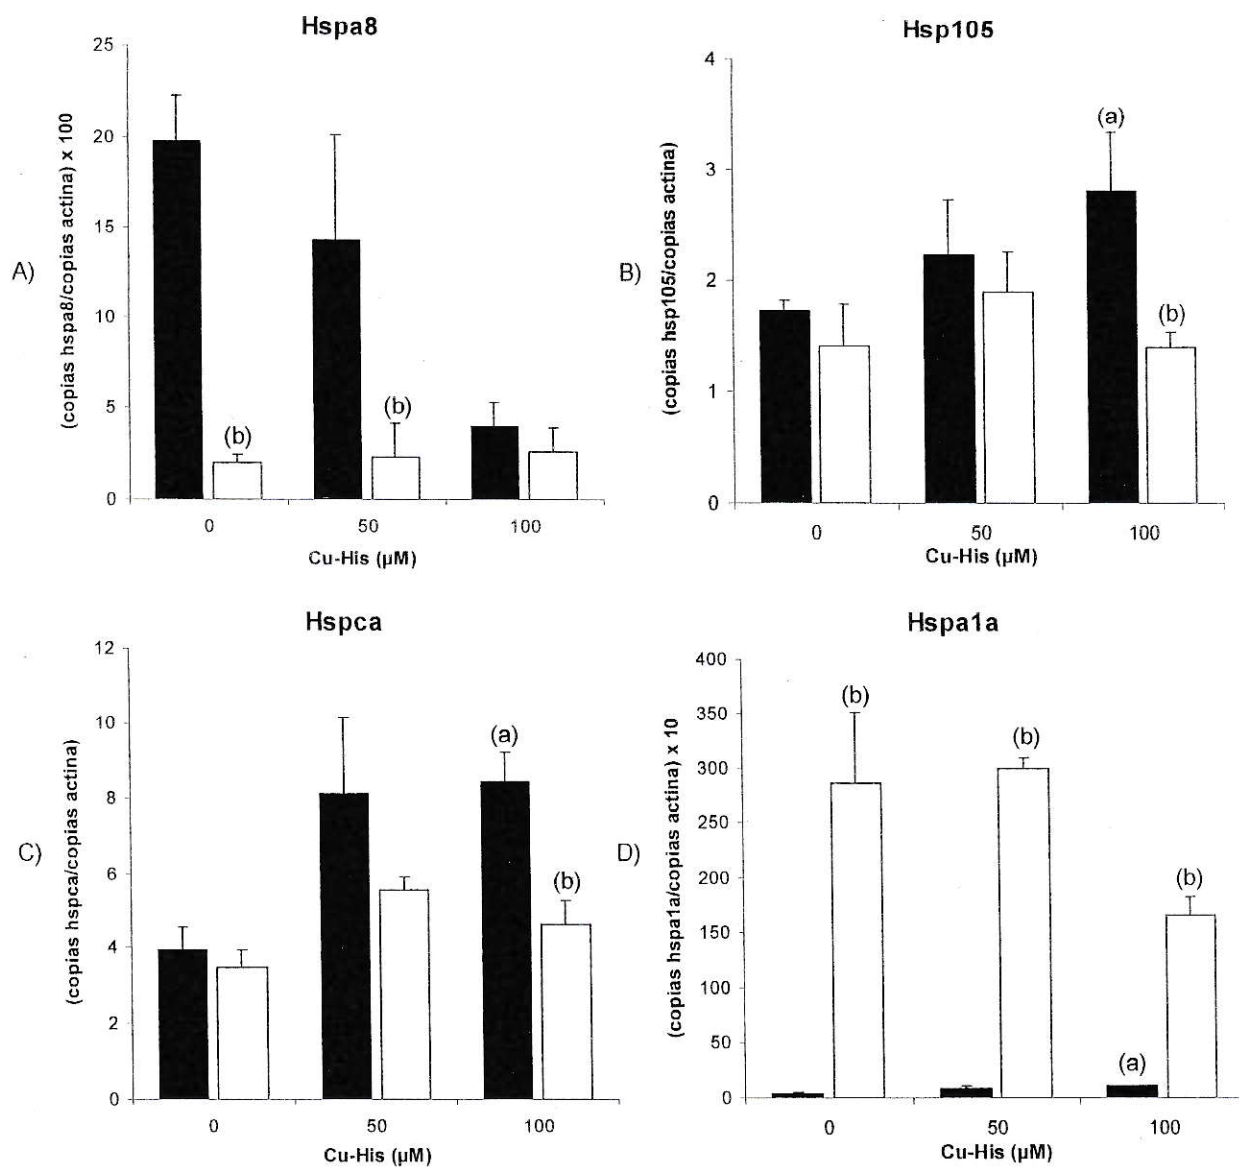 Hspa8
A)
(copias hspa8/copias actina) x 100
25
20
15
10
5
0
(b)
(b)
0
50
100
Cu-His (µM)
Hsp105
B)
(copias hsp105/copias actina)
4
3
2
1
0
(a)
(b)
0
50
100
Cu-His (µM)
Hspca
C)
(copias hspca/copias actina)
12
10
8
6
4
2
0
(a)
(b)
0
50
100
Cu-His (µM)
Hspa1a
D)
(copias hspa1a/copias actina) x 10
400
350
300
250
200
150
100
50
0
(b)
(b)
(b)
(a)
0
50
100
Cu-His (µM)